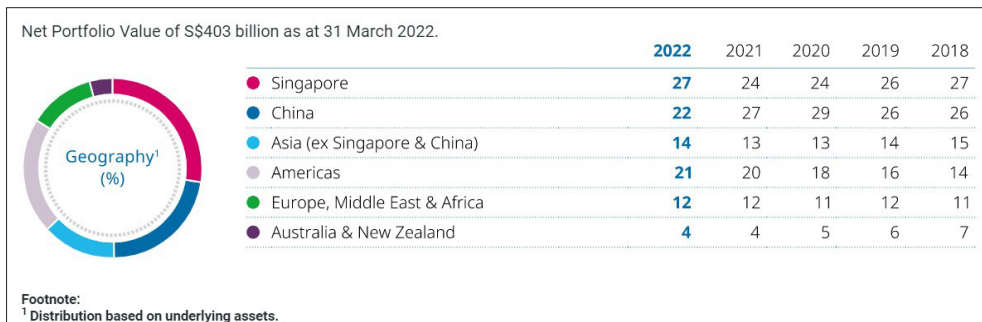 Net Portfolio Value of S$403 billion as at 31 March 2022.
2022 2021 2020 2019 2018
Singapore 27 24 24 26 27
China 22 27 29 26 26
Asia (ex Singapore & China) 14 13 13 14 15
Americas 21 20 18 16 14
Europe, Middle East & Africa 12 12 11 12 11
Australia & New Zealand 4 4 5 6 7
Geography¹
(%)
Footnote:
¹ Distribution based on underlying assets.